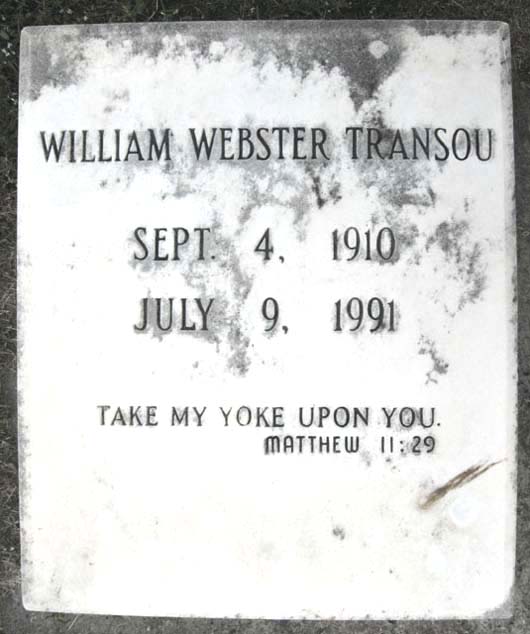 WILLIAM WEBSTER TRANSOU
SEPT. 4, 1910
JULY 9, 1991
TAKE MY YOKE UPON YOU.
MATTHEW 11:29